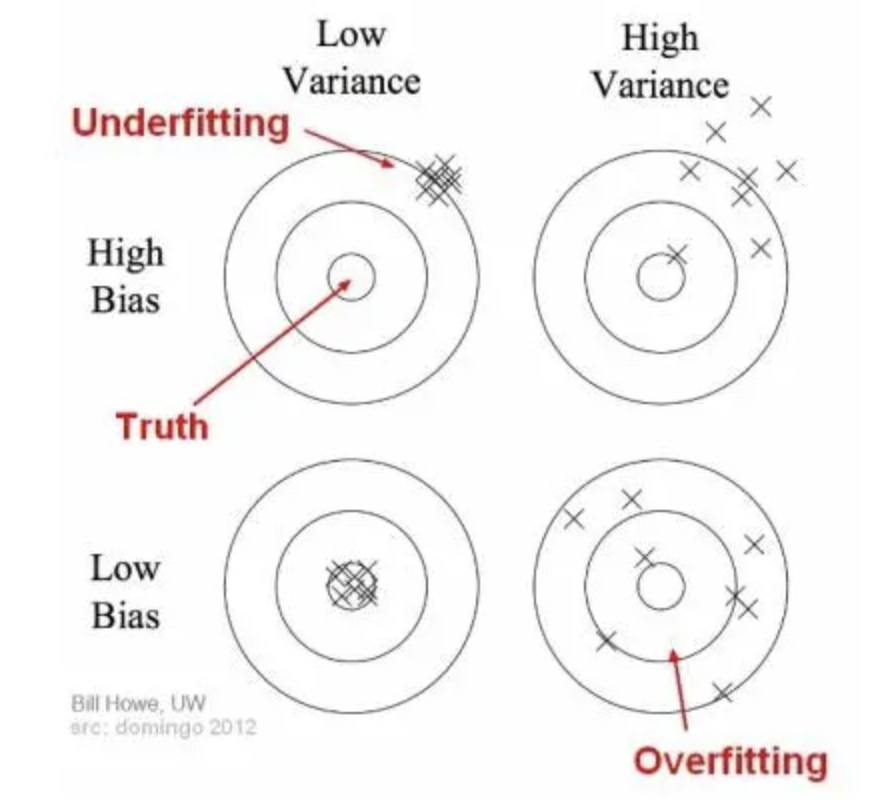 Low
Variance
High
Variance
Underfitting
High
Bias
Truth
Low
Bias
Bill Howe, UW
src: domingo 2012
Overfitting